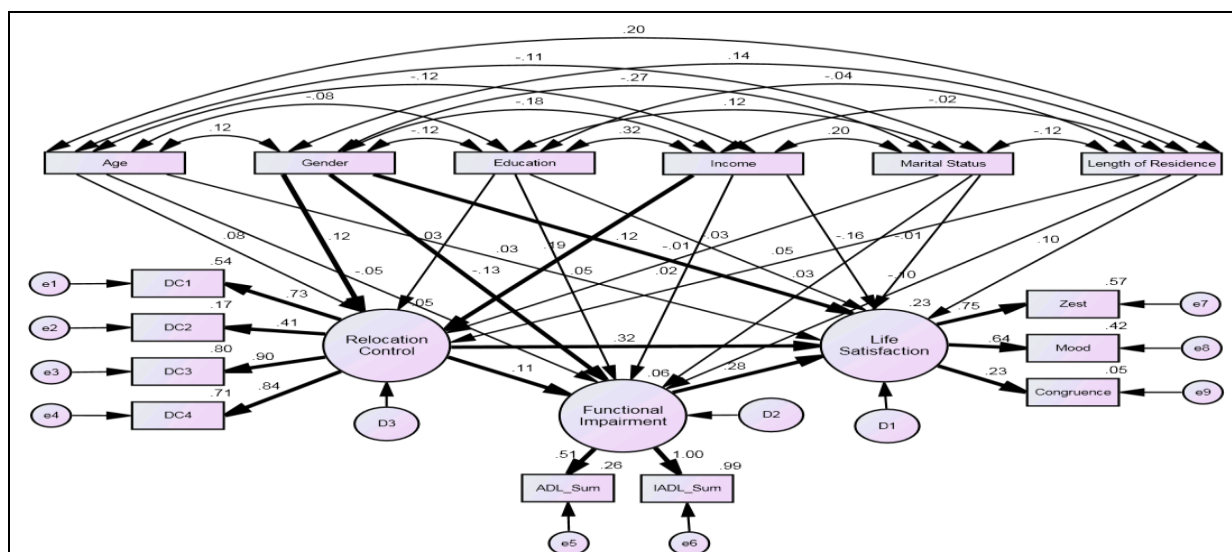 .20
-.11
.14
-.12
-.27
-.04
-.08
-.18
.12
-.02
.12
-.12
.32
.20
-.12
Age
Gender
Education
Income
Marital Status
Length of Residence
.08
.12
.03
.03
.19
-.03
.12
-.01
.05
-.16
-.01
.10
-.05
-.13
.05
.02
.03
-.10
.05
e1
DC1
.54
.73
e2
DC2
.17
.41
e3
DC3
.80
.90
e4
DC4
.71
.84
Relocation
Control
D3
.32
.11
.06
.28
Functional
Impairment
D2
.23
Life
Satisfaction
D1
.75
Zest
.57
e7
.64
Mood
.42
e8
.23
Congruence
.05
e9
.51
.26
1.00
.99
ADL_Sum
IADL_Sum
e5
e6